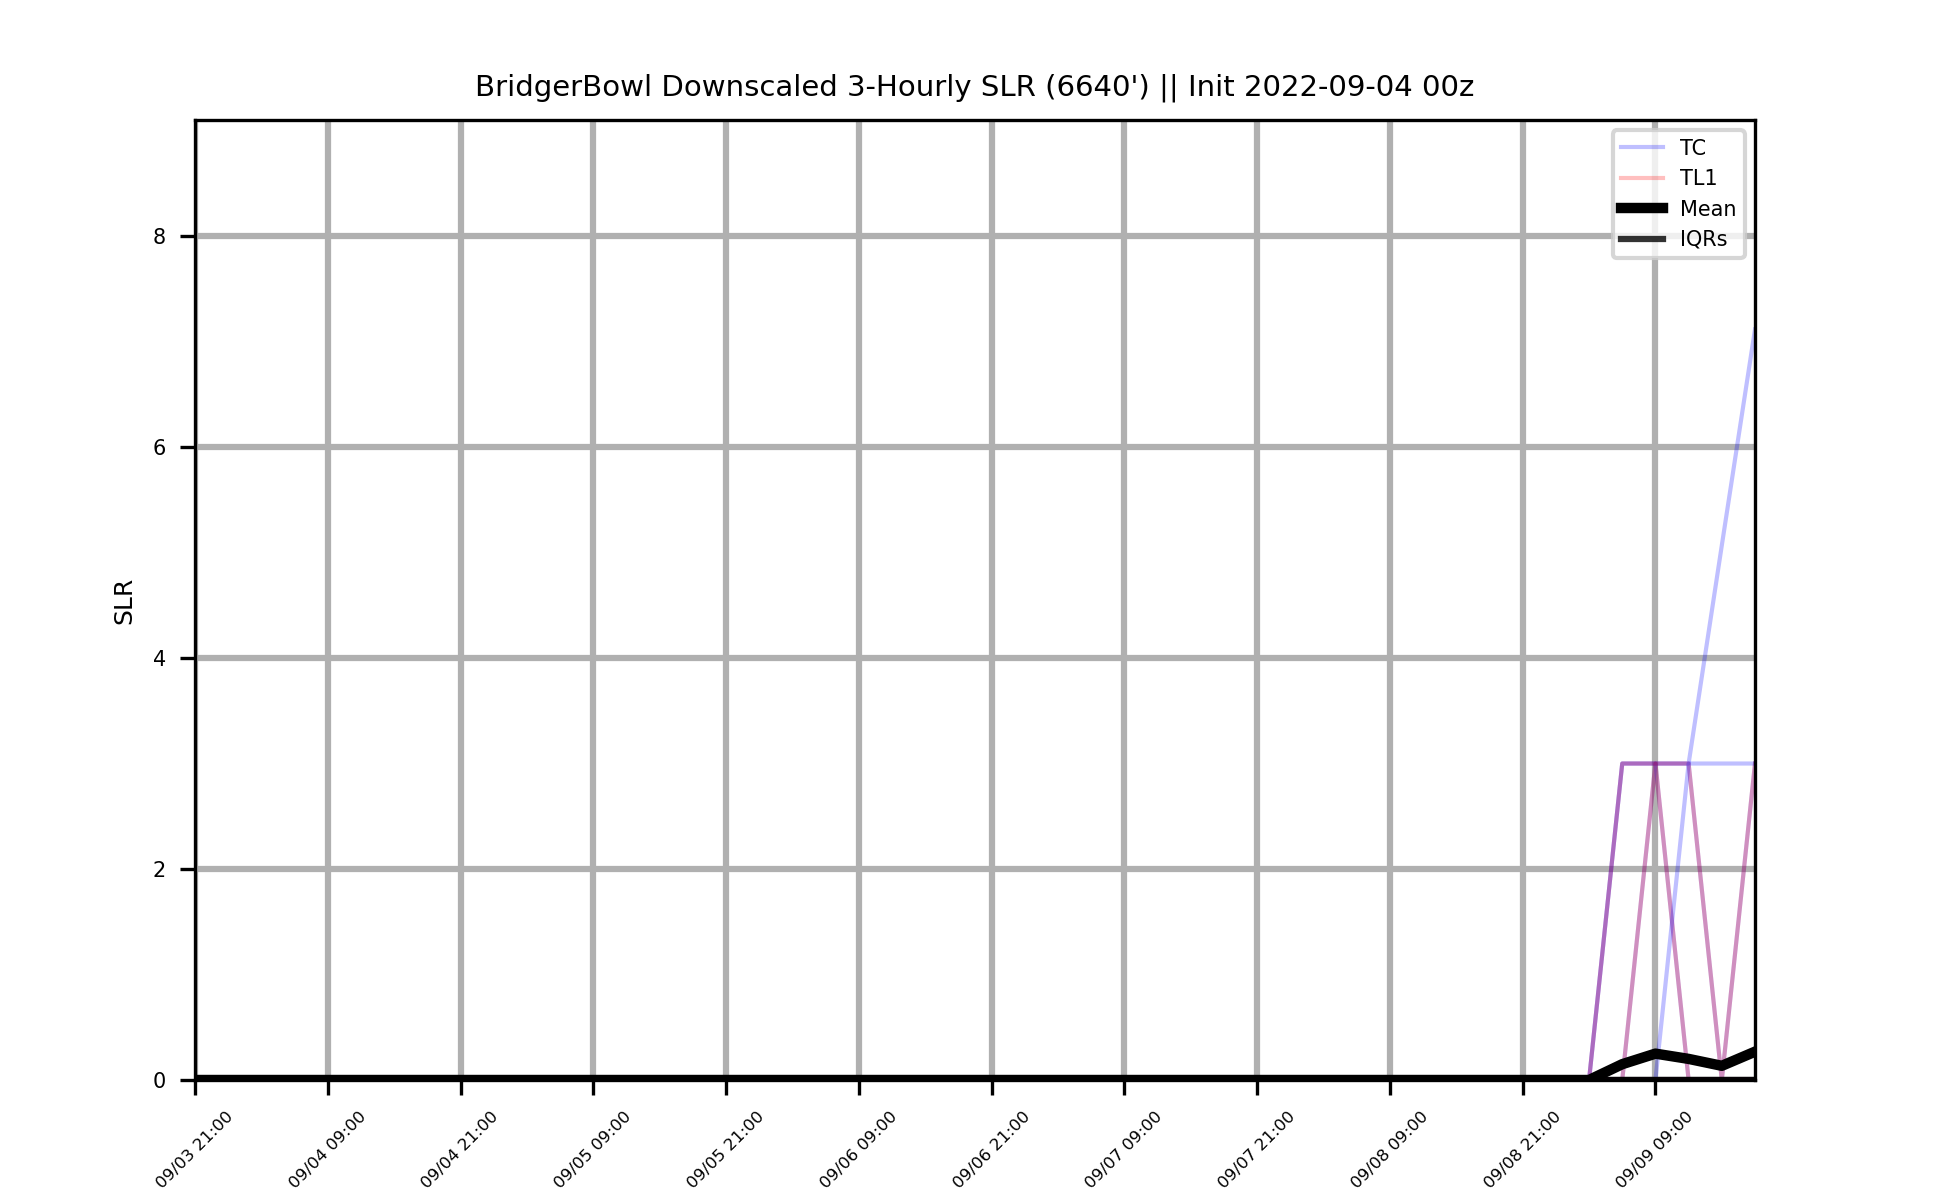 BridgerBowl Downscaled 3-Hourly SLR (6640') || Init 2022-09-04 00z
TC
TL1
Mean
IQRs
8
6
4
2
0
SLR
09/03 21:00
09/04 09:00
09/04 21:00
09/05 09:00
09/05 21:00
09/06 09:00
09/06 21:00
09/07 09:00
09/07 21:00
09/08 09:00
09/08 21:00
09/09 09:00